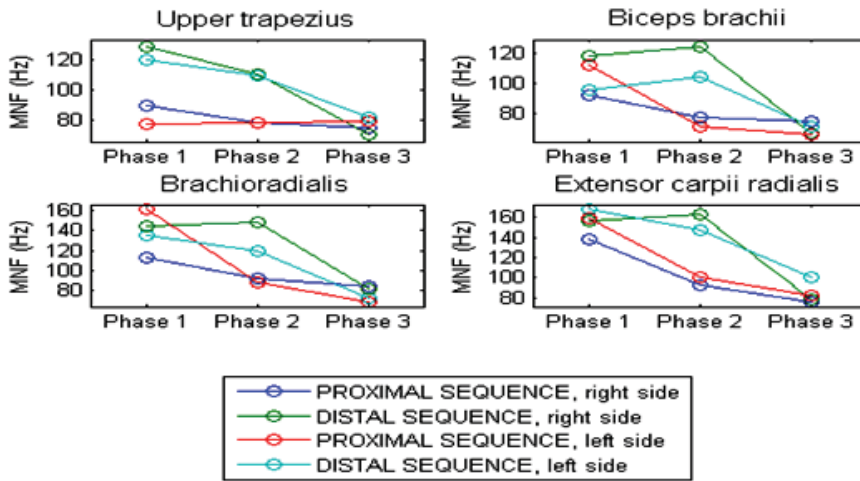 Upper trapezius
Biceps brachii
MNF (Hz)
120
100
80
Phase 1 Phase 2 Phase 3
MNF (Hz)
120
100
80
Phase 1 Phase 2 Phase 3
Brachioradialis
Extensor carpii radialis
MNF (Hz)
160
140
120
100
80
Phase 1 Phase 2 Phase 3
MNF (Hz)
160
140
120
100
80
Phase 1 Phase 2 Phase 3
PROXIMAL SEQUENCE, right side
DISTAL SEQUENCE, right side
PROXIMAL SEQUENCE, left side
DISTAL SEQUENCE, left side